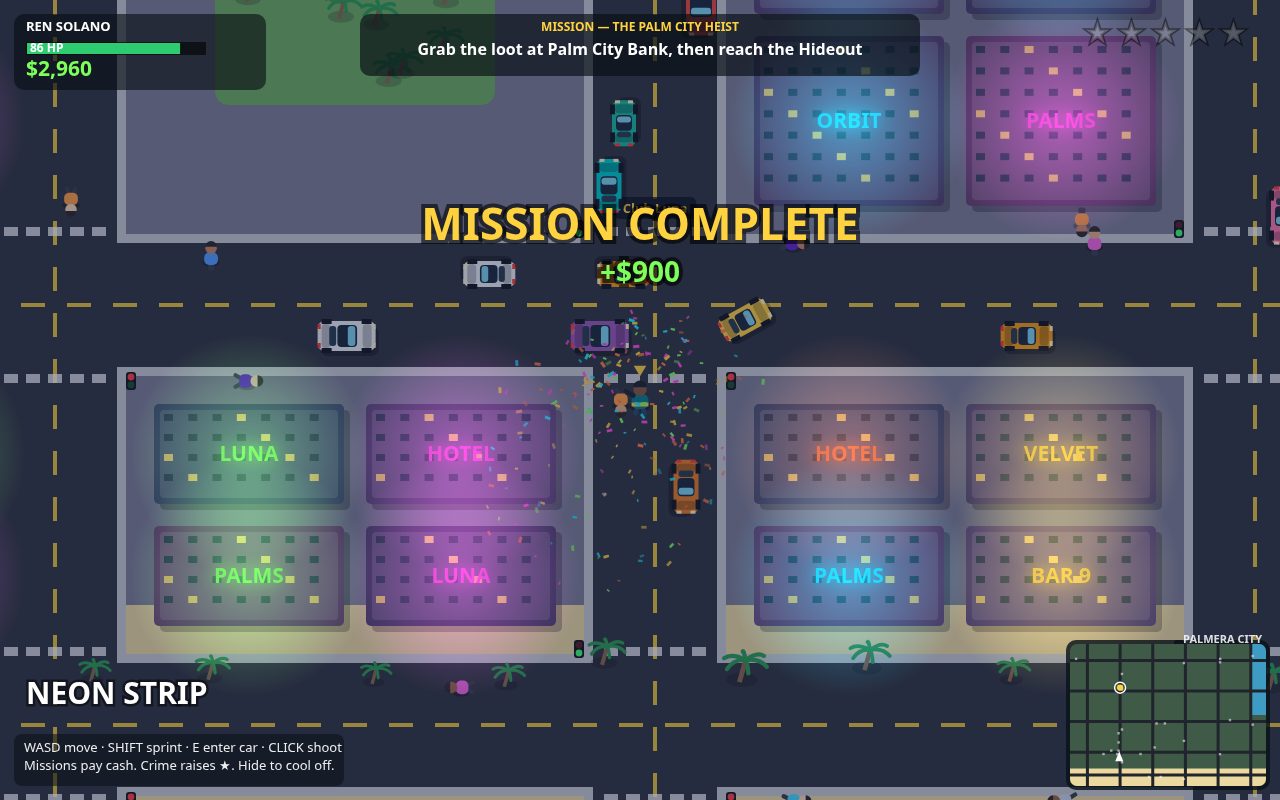 REN SOLANO
86 HP
$2,960
MISSION — THE PALM CITY HEIST
Grab the loot at Palm City Bank, then reach the Hideout
ORBIT
PALMS
MISSION COMPLETE
+$900
LUNA
HOTEL
HOTEL
VELVET
PALMS
LUNA
PALMS
BAR 9
PALMERA CITY
NEON STRIP
WASD move · SHIFT sprint · E enter car · CLICK shoot
Missions pay cash. Crime raises ★. Hide to cool off.